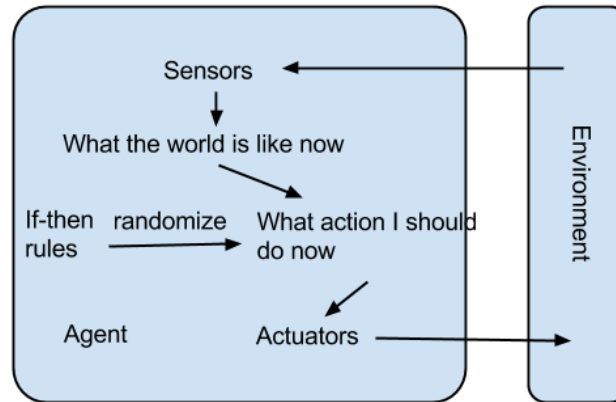 Sensors
What the world is like now
If-then randomize
rules
What action I should
do now
Agent
Actuators
Environment